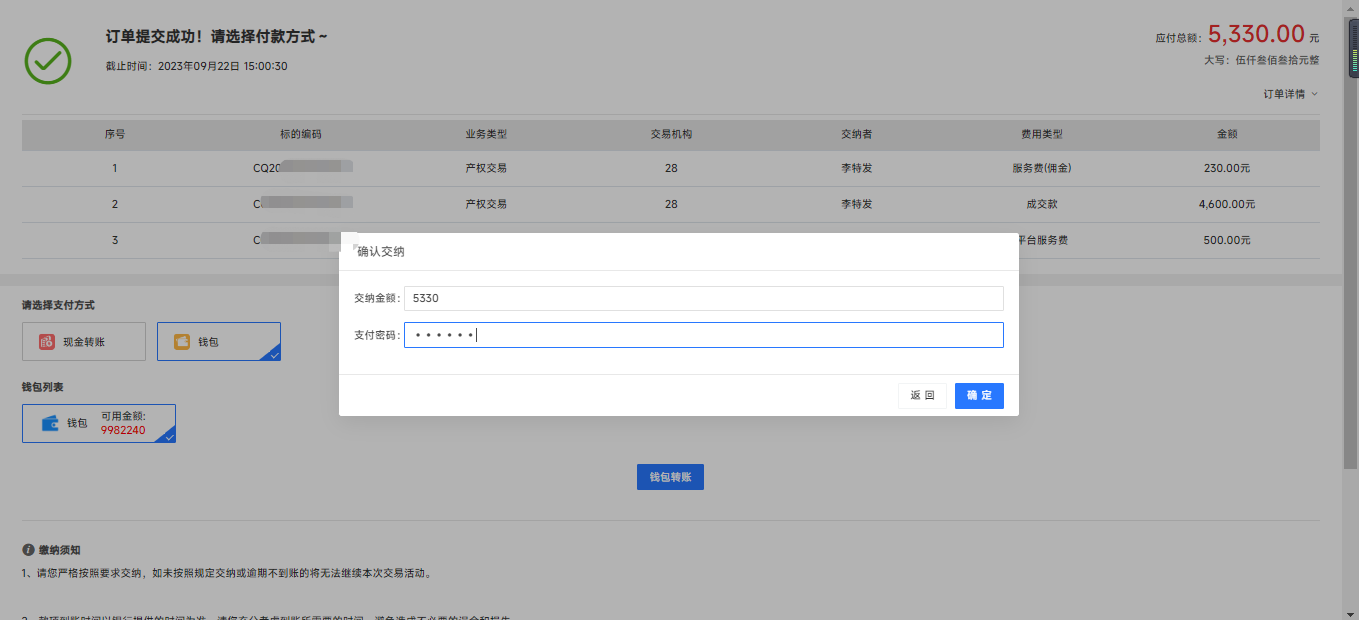 订单提交成功！请选择付款方式～
截止时间：2023年09月22日 15:00:30
应付总额：5,330.00 元
大写：伍仟叁佰叁拾元整
订单详情
序号 标的编码 业务类型 交易机构 交纳者 费用类型 金额
1 CQ20 产权交易 28 李特发 服务费(佣金) 230.00元
2 C 产权交易 28 李特发 成交款 4,600.00元
3 C 平台服务费 500.00元
确认交纳
交纳金额： 5330
支付密码： ••••••
返 回 确 定
请选择支付方式
现金转账 钱包
钱包列表
钱包 可用金额:
9982240
钱包转账
缴纳须知
1、请您严格按照要求交纳，如未按照规定交纳或逾期不到账的将无法继续本次交易活动。